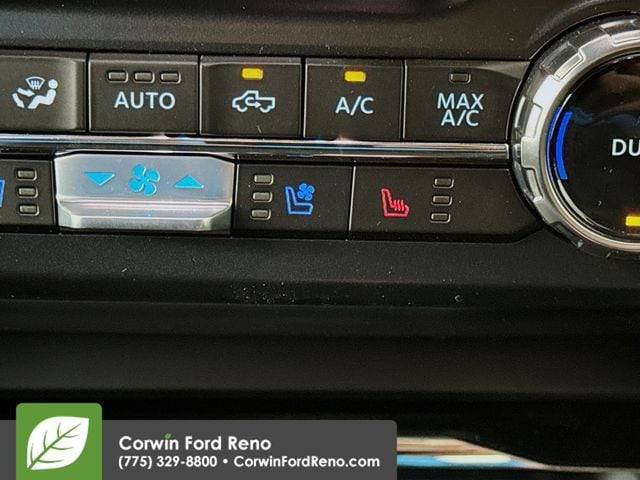 AUTO
A/C
MAX
A/C
DU
Corwin Ford Reno
(775) 329-8800 • CorwinFordReno.com